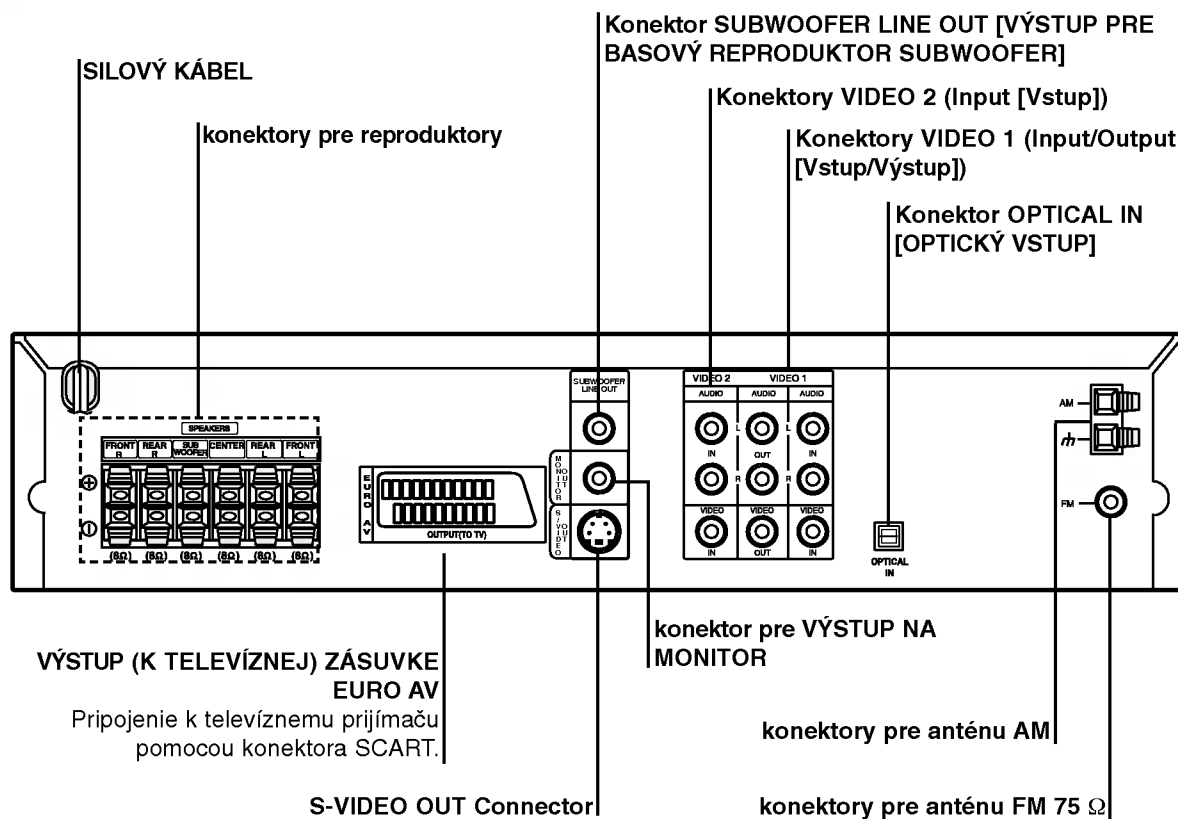 Konektor SUBWOOFER LINE OUT [VÝSTUP PRE
BASOVÝ REPRODUKTOR SUBWOOFER]
SILOVÝ KÁBEL
Konektory VIDEO 2 (Input [Vstup])
konektory pre reproduktory
Konektory VIDEO 1 (Input/Output
[Vstup/Výstup])
Konektor OPTICAL IN
[OPTICKÝ VSTUP]
SPEAKERS
FRONT R
REAR R
SUB WOOFER
CENTER
REAR L
FRONT L
(8Ω) (8Ω) (8Ω) (8Ω) (8Ω) (8Ω)
EURO AV
OUTPUT(TO TV)
SUBWOOFER
LINE OUT
MONITOR OUT
S/VIDEO OUT
VIDEO 2 VIDEO 1
AUDIO AUDIO AUDIO
L L
IN OUT IN
R R
VIDEO VIDEO VIDEO
IN OUT IN
OPTICAL
IN
AM
FM
konektor pre VÝSTUP NA
MONITOR
VÝSTUP (K TELEVÍZNEJ) ZÁSUVKE
EURO AV
Pripojenie k televíznemu prijímaču
pomocou konektora SCART.
konektory pre anténu AM
S-VIDEO OUT Connector
konektory pre anténu FM 75 Ω